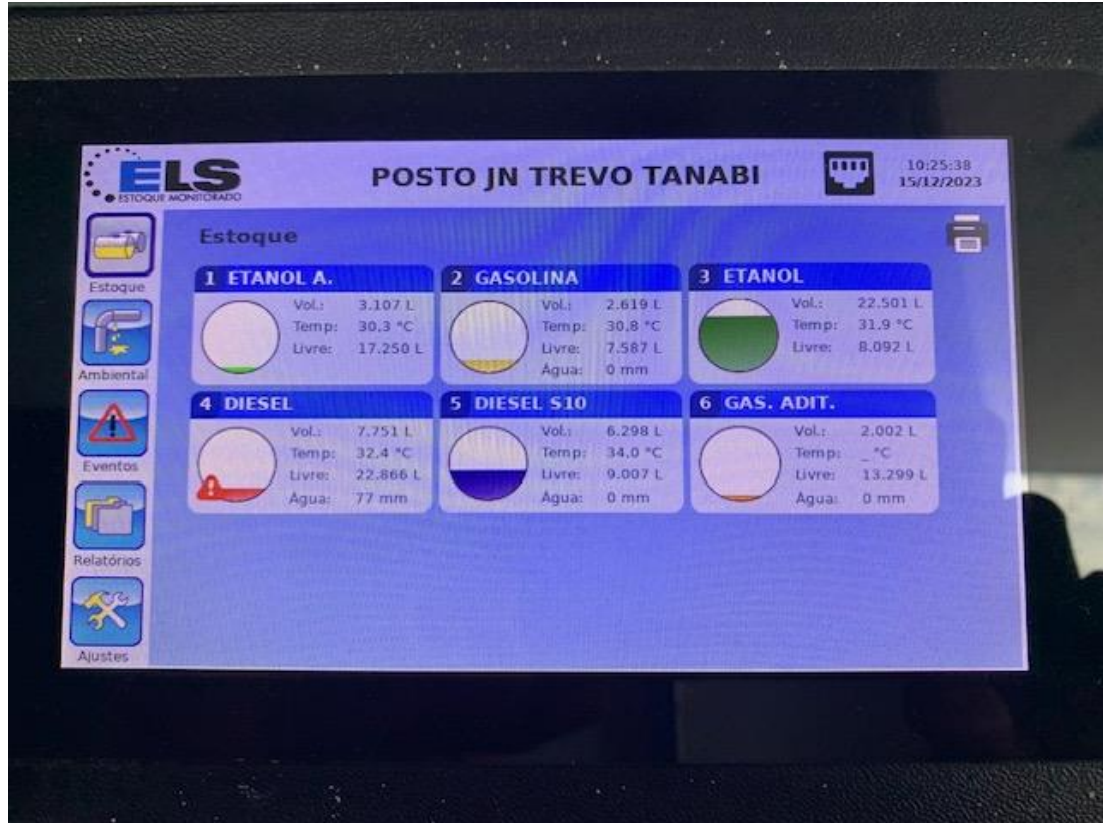 ELS
ESTOQUE MONITORADO
POSTO JN TREVO TANABI
10:25:38
15/12/2023
Estoque
Estoque
Ambiental
Eventos
Relatórios
Ajustes
1 ETANOL A.
Vol.: 3.107 L
Temp: 30,3 °C
Livre: 17.250 L
2 GASOLINA
Vol.: 2.619 L
Temp: 30,8 °C
Livre: 7.587 L
Água: 0 mm
3 ETANOL
Vol.: 22.501 L
Temp: 31,9 °C
Livre: 8.092 L
4 DIESEL
Vol.: 7.751 L
Temp: 32.4 °C
Livre: 22.866 L
Água: 77 mm
5 DIESEL S10
Vol.: 6.298 L
Temp: 34.0 °C
Livre: 9.007 L
Água: 0 mm
6 GAS. ADIT.
Vol.: 2.002 L
Temp: _ °C
Livre: 13.299 L
Água: 0 mm